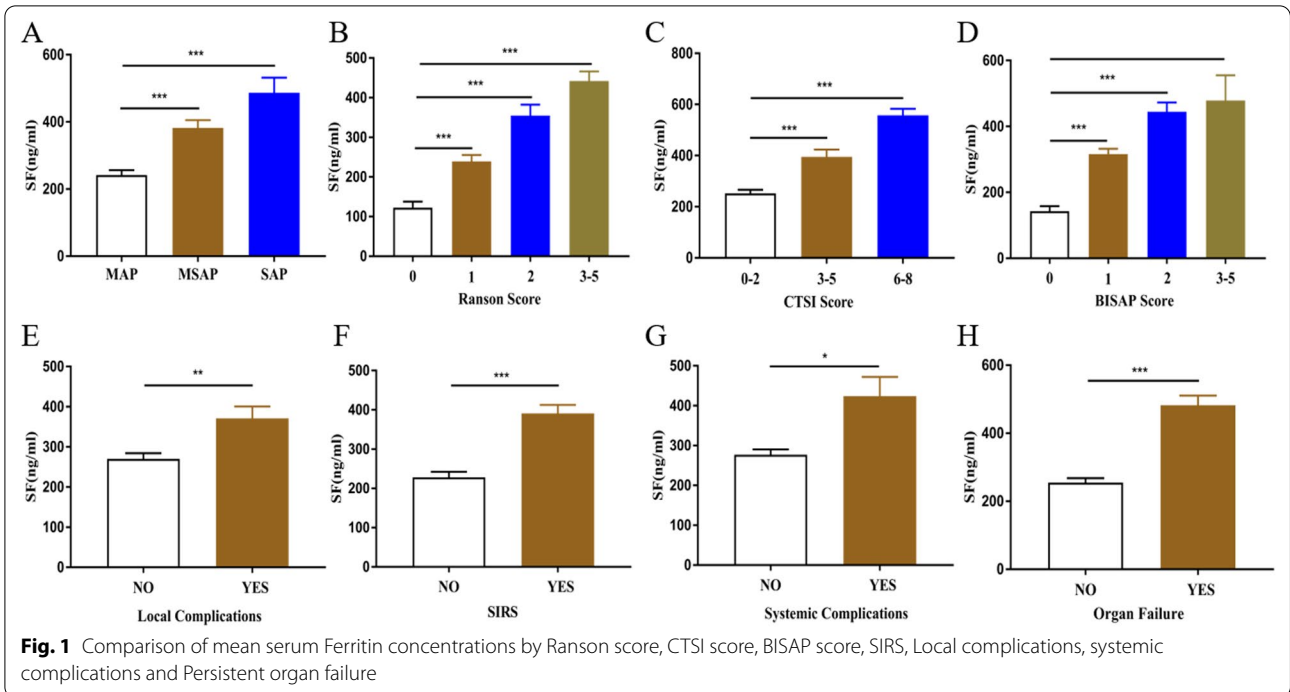 A
SF(ng/ml)
600
400
200
0
***
***
MAP MSAP SAP
B
SF(ng/ml)
500
400
300
200
100
0
***
***
***
0 1 2 3-5
Ranson Score
C
SF(ng/ml)
800
600
400
200
0
***
***
0-2 3-5 6-8
CTSI Score
D
SF(ng/ml)
600
400
200
0
***
***
0 1 2 3-5
BISAP Score
E
SF(ng/ml)
500
400
300
200
100
0
**
NO YES
Local Complications
F
SF(ng/ml)
500
400
300
200
100
0
***
NO YES
SIRS
G
SF(ng/ml)
500
400
300
200
100
0
*
NO YES
Systemic Complications
H
SF(ng/ml)
600
400
200
0
***
NO YES
Organ Failure
Fig. 1 Comparison of mean serum Ferritin concentrations by Ranson score, CTSI score, BISAP score, SIRS, Local complications, systemic
complications and Persistent organ failure